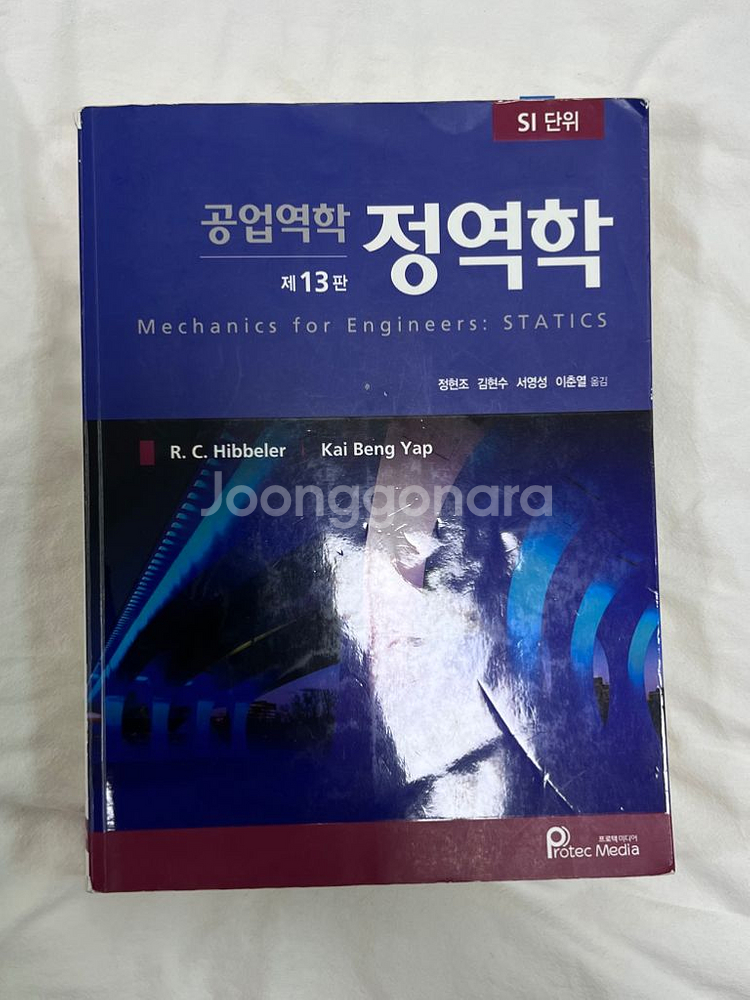 SI 단위
공업역학 정역학
제13판
Mechanics for Engineers: STATICS
정현조 김현수 서영성 이춘열 옮김
R. C. Hibbeler | Kai Beng Yap
Joonggonara
프로텍미디어
Protec Media